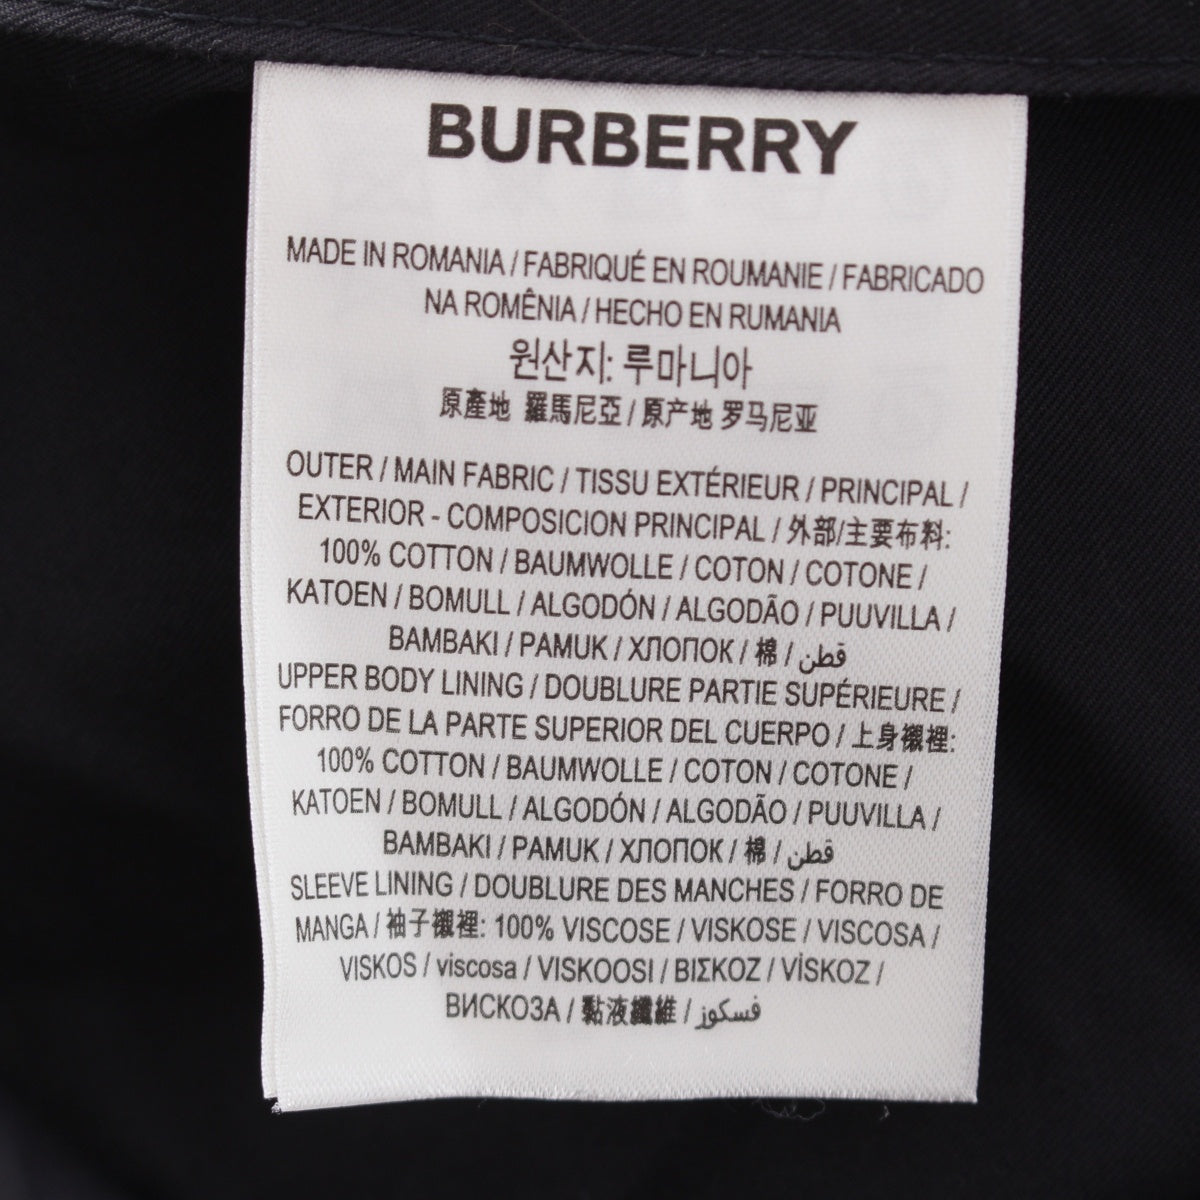 BURBERRY
MADE IN ROMANIA / FABRIQUÉ EN ROUMANIE / FABRICADO
NA ROMÊNIA / HECHO EN RUMANIA
원산지: 루마니아
原產地 羅馬尼亞 / 原产地 罗马尼亚
OUTER / MAIN FABRIC / TISSU EXTÉRIEUR / PRINCIPAL /
EXTERIOR - COMPOSICION PRINCIPAL / 外部/主要布料:
100% COTTON / BAUMWOLLE / COTON / COTONE /
KATOEN / BOMULL / ALGODÓN / ALGODÃO / PUUVILLA /
BAMBAKI / PAMUK / ХЛОПОК / 棉 / قطن
UPPER BODY LINING / DOUBLURE PARTIE SUPÉRIEURE /
FORRO DE LA PARTE SUPERIOR DEL CUERPO / 上身襯裡:
100% COTTON / BAUMWOLLE / COTON / COTONE /
KATOEN / BOMULL / ALGODÓN / ALGODÃO / PUUVILLA /
BAMBAKI / PAMUK / ХЛОПОК / 棉 / قطن
SLEEVE LINING / DOUBLURE DES MANCHES / FORRO DE
MANGA / 袖子襯裡: 100% VISCOSE / VISKOSE / VISCOSA /
VISKOS / viscosa / VISKOOSI / ΒΙΣΚΟΖ / VİSKOZ /
ВИСКОЗА / 黏液纖維 / فسكوز